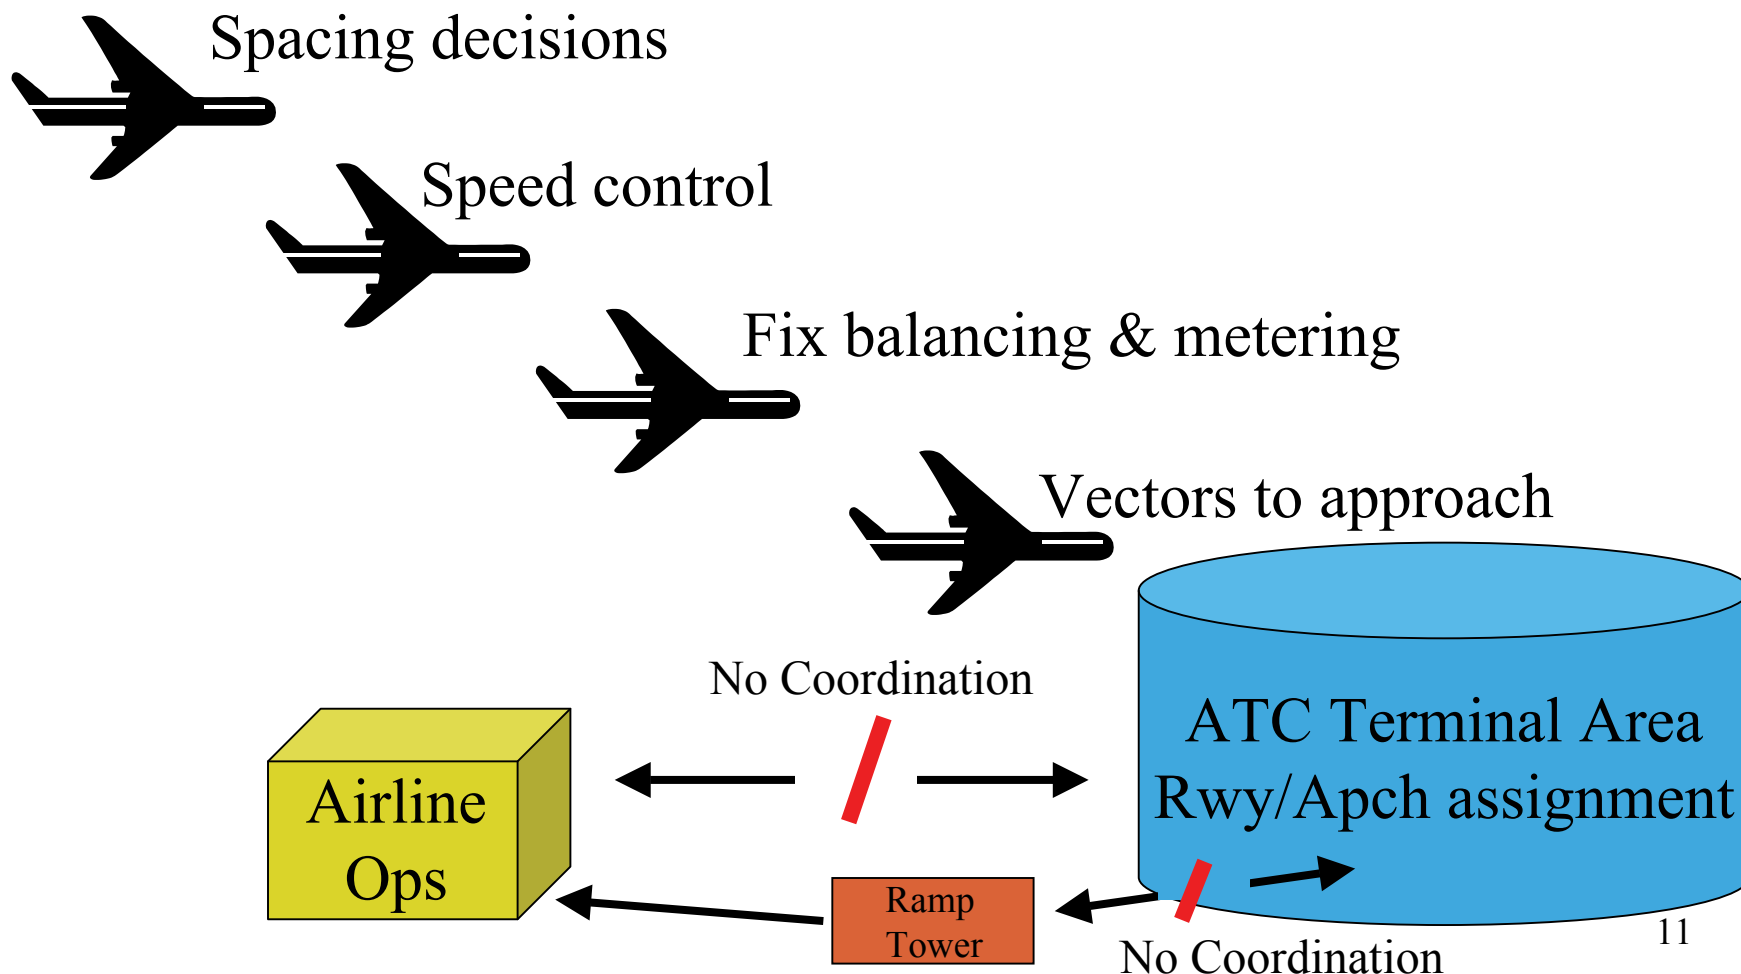 Spacing decisions
Speed control
Fix balancing & metering
Vectors to approach
No Coordination
ATC Terminal Area
Rwy/Apch assignment
Airline
Ops
Ramp
Tower
No Coordination
11